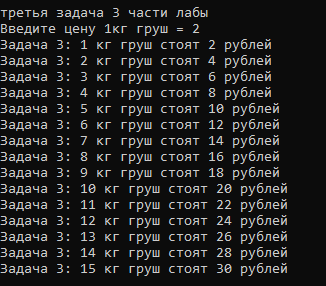 третья задача 3 части лабы
Введите цену 1кг груш = 2
Задача 3: 1 кг груш стоят 2 рублей
Задача 3: 2 кг груш стоят 4 рублей
Задача 3: 3 кг груш стоят 6 рублей
Задача 3: 4 кг груш стоят 8 рублей
Задача 3: 5 кг груш стоят 10 рублей
Задача 3: 6 кг груш стоят 12 рублей
Задача 3: 7 кг груш стоят 14 рублей
Задача 3: 8 кг груш стоят 16 рублей
Задача 3: 9 кг груш стоят 18 рублей
Задача 3: 10 кг груш стоят 20 рублей
Задача 3: 11 кг груш стоят 22 рублей
Задача 3: 12 кг груш стоят 24 рублей
Задача 3: 13 кг груш стоят 26 рублей
Задача 3: 14 кг груш стоят 28 рублей
Задача 3: 15 кг груш стоят 30 рублей